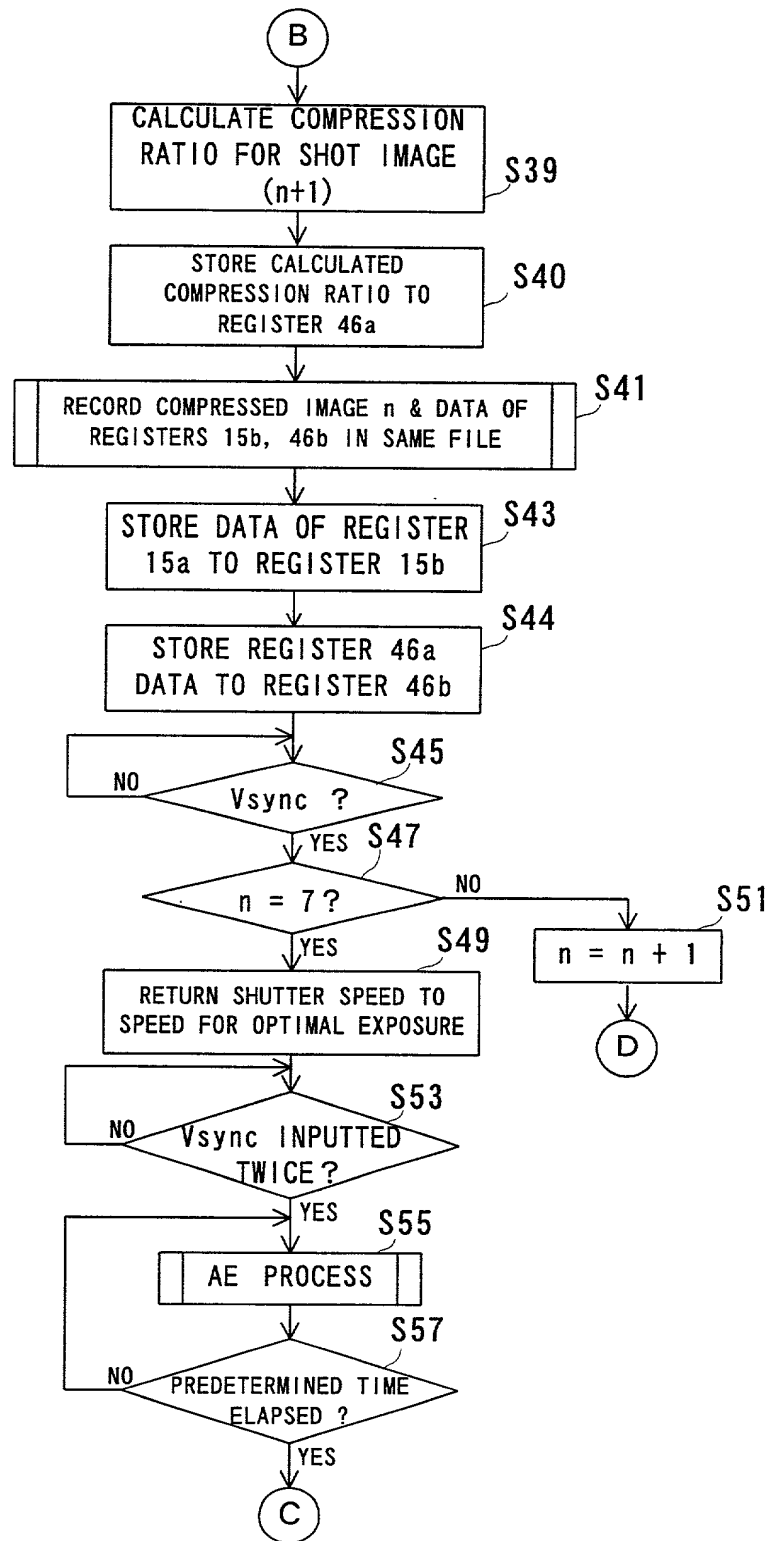 B
CALCULATE COMPRESSION
RATIO FOR SHOT IMAGE
(n+1)
S39
STORE CALCULATED
COMPRESSION RATIO TO
REGISTER 46a
S40
RECORD COMPRESSED IMAGE n & DATA OF
REGISTERS 15b, 46b IN SAME FILE
S41
STORE DATA OF REGISTER
15a TO REGISTER 15b
S43
STORE REGISTER 46a
DATA TO REGISTER 46b
S44
Vsync ?
S45
NO
YES
n = 7?
S47
NO
YES
n = n + 1
S51
D
RETURN SHUTTER SPEED TO
SPEED FOR OPTIMAL EXPOSURE
S49
Vsync INPUTTED
TWICE?
S53
NO
YES
AE PROCESS
S55
PREDETERMINED TIME
ELAPSED ?
S57
NO
YES
C